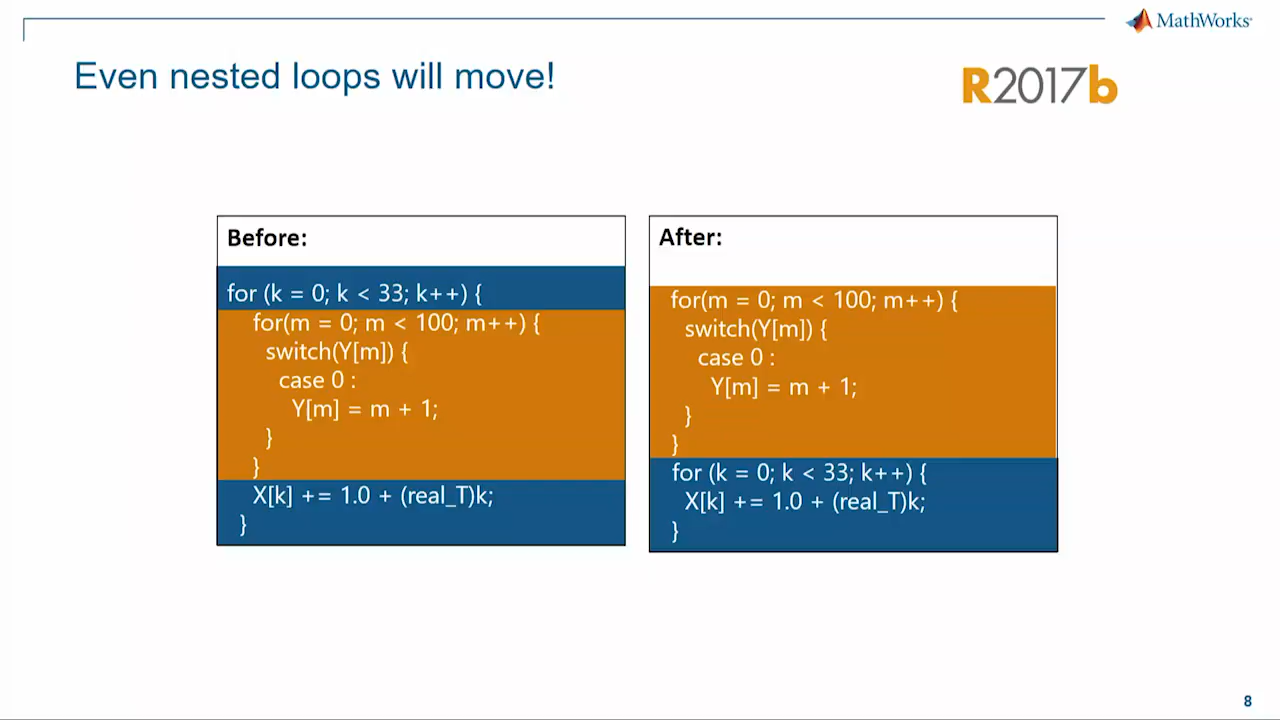 MathWorks
Even nested loops will move!
R2017b
Before:
for (k = 0; k < 33; k++) {
for(m = 0; m < 100; m++) {
switch(Y[m]) {
case 0 :
Y[m] = m + 1;
}
}
X[k] += 1.0 + (real_T)k;
}
After:
for(m = 0; m < 100; m++) {
switch(Y[m]) {
case 0 :
Y[m] = m + 1;
}
}
for (k = 0; k < 33; k++) {
X[k] += 1.0 + (real_T)k;
}
8